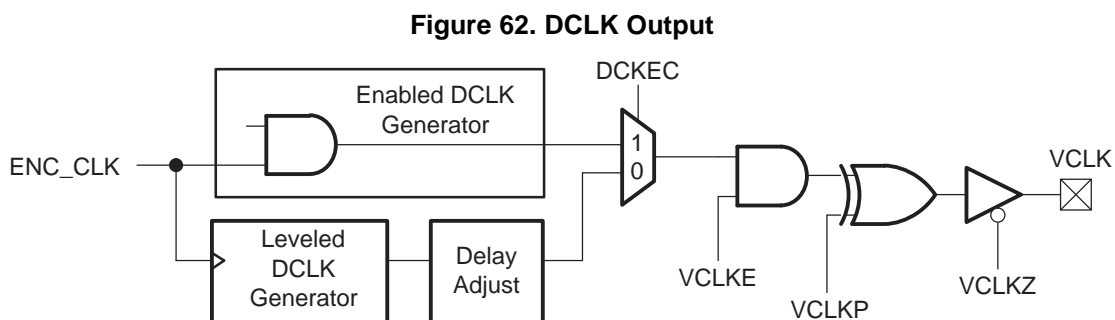 Figure 62. DCLK Output
DCKEC
Enabled DCLK
Generator
1
0
ENC_CLK
VCLK
Leveled
DCLK
Generator
Delay
Adjust
VCLKE
VCLKP
VCLKZ